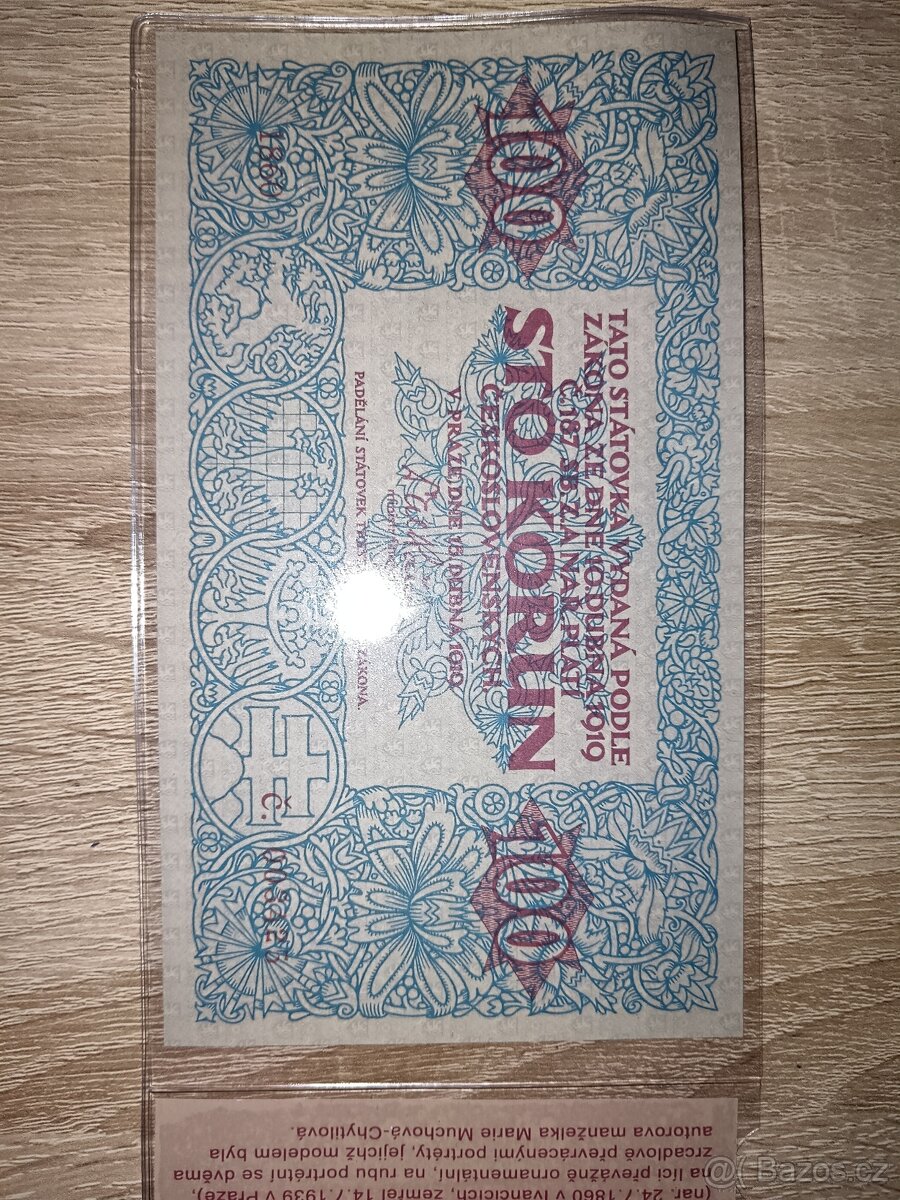 100
100
TATO STÁTOVKA VYDANÁ PODLE
ZÁKONA ZE DNE 10. DUBNA 1919
Č. 187 SB. Z. A NAŘ. PLATÍ
STO KORUN
ČESKOSLOVENSKÝCH.
V PRAZE DNE 15. DUBNA 1919
PADĚLÁNÍ STÁTOVEK ZÁKONA.
1860
Č.
(nar. 24.7.1860 v Ivančicích, zemřel 14.7.1939 v Praze),
na líci převážně ornamentální, na rubu portrétní se dvěma
zrcadlově převrácenými portréty, jejichž modelem byla
autorova manželka Marie Muchová-Chytilová.
Bazos.cz